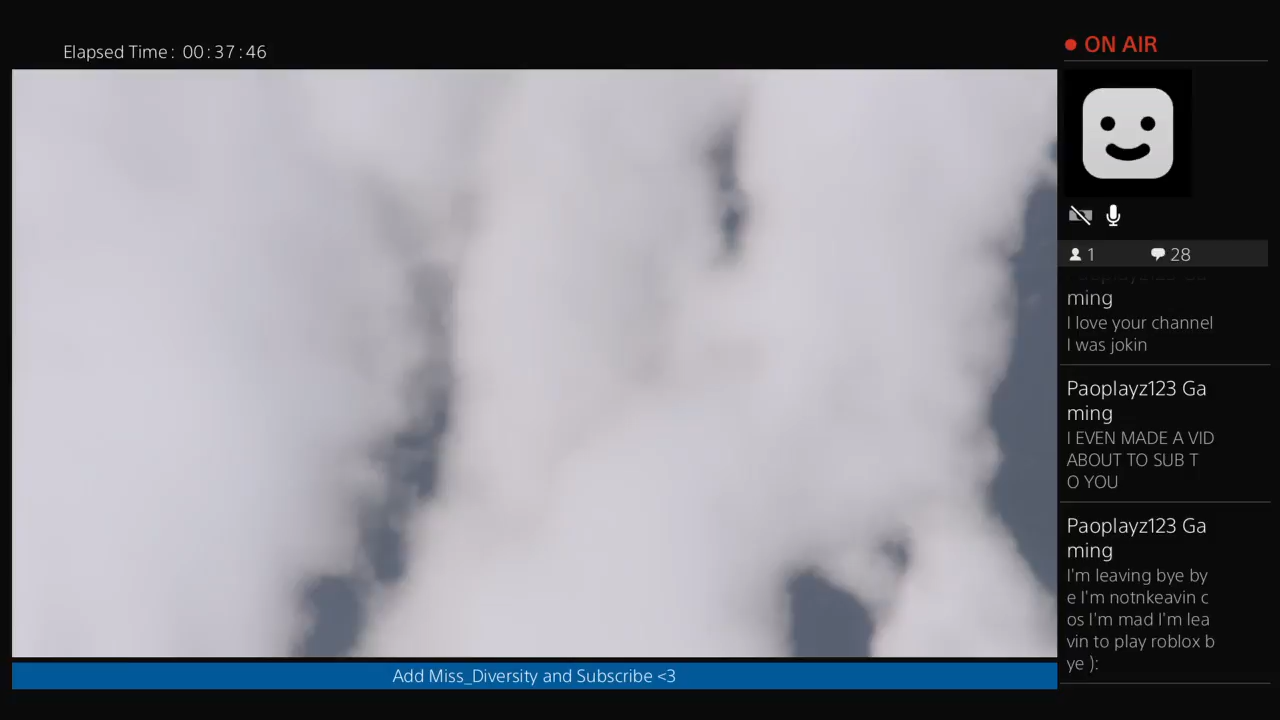 Elapsed Time: 00:37:46
ON AIR
1 28
ming
I love your channel
I was jokin
Paoplayz123 Ga
ming
I EVEN MADE A VID
ABOUT TO SUB T
O YOU
Paoplayz123 Ga
ming
I'm leaving bye by
e I'm notnkeavin c
os I'm mad I'm lea
vin to play roblox b
ye ):
Add Miss_Diversity and Subscribe <3